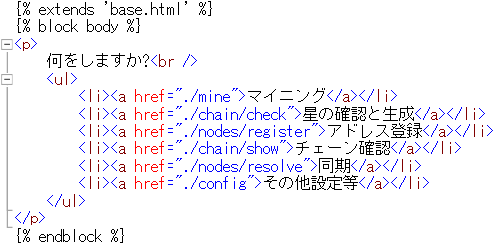 {% extends 'base.html' %}
{% block body %}
<p>
何をしますか?<br />
<ul>
<li><a href="./mine">マイニング</a></li>
<li><a href="./chain/check">星の確認と生成</a></li>
<li><a href="./nodes/register">アドレス登録</a></li>
<li><a href="./chain/show">チェーン確認</a></li>
<li><a href="./nodes/resolve">同期</a></li>
<li><a href="./config">その他設定等</a></li>
</ul>
</p>
{% endblock %}